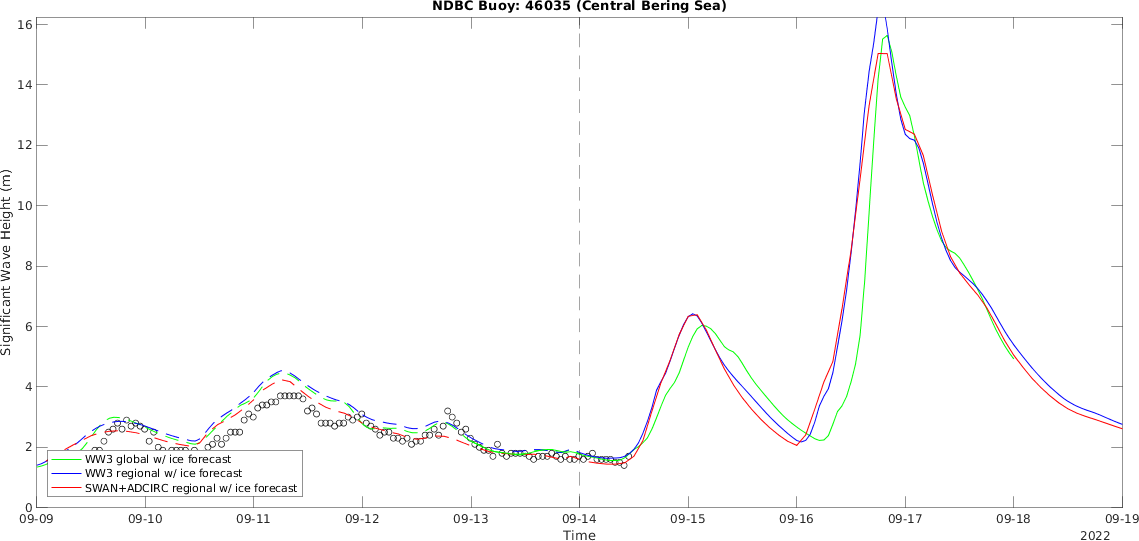 NDBC Buoy: 46035 (Central Bering Sea)
16
14
12
10
8
6
4
2
0
Significant Wave Height (m)
WW3 global w/ ice forecast
WW3 regional w/ ice forecast
SWAN+ADCIRC regional w/ ice forecast
09-09 09-10 09-11 09-12 09-13 09-14 09-15 09-16 09-17 09-18 09-19
Time
2022